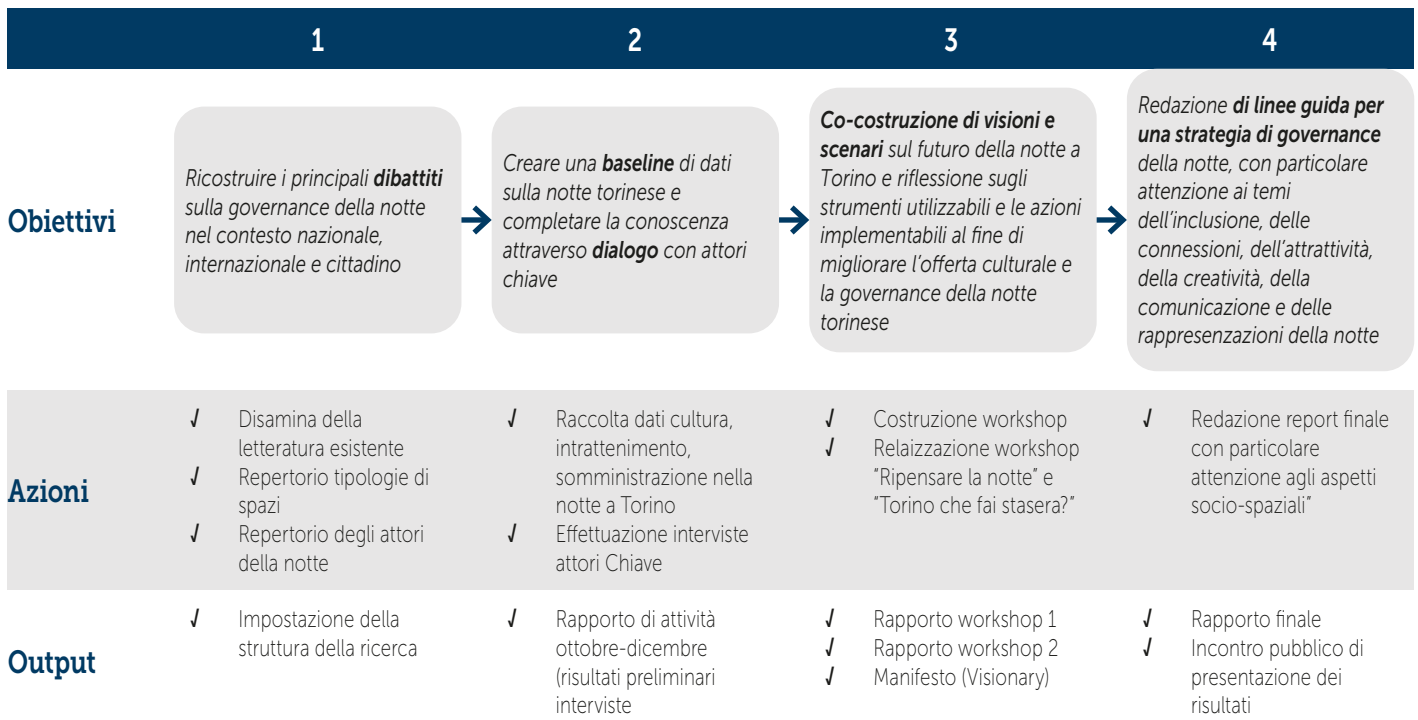 1
2
3
4
Obiettivi
Ricostruire i principali dibattiti
sulla governance della notte
nel contesto nazionale,
internazionale e cittadino
Creare una baseline di dati
sulla notte torinese e
completare la conoscenza
attraverso dialogo con attori
chiave
Co-costruzione di visioni e
scenari sul futuro della notte a
Torino e riflessione sugli
strumenti utilizzabili e le azioni
implementabili al fine di
migliorare l'offerta culturale e
la governance della notte
torinese
Redazione di linee guida per
una strategia di governance
della notte, con particolare
attenzione ai temi
dell'inclusione, delle
connessioni, dell'attrattività,
della creatività, della
comunicazione e delle
rappresenzazioni della notte
Azioni
√ Disamina della
letteratura esistente
√ Repertorio tipologie di
spazi
√ Repertorio degli attori
della notte
√ Raccolta dati cultura,
intrattenimento,
somministrazione nella
notte a Torino
√ Effettuazione interviste
attori Chiave
√ Costruzione workshop
√ Relaizzazione workshop
"Ripensare la notte" e
"Torino che fai stasera?"
√ Redazione report finale
con particolare
attenzione agli aspetti
socio-spaziali"
Output
√ Impostazione della
struttura della ricerca
√ Rapporto di attività
ottobre-dicembre
(risultati preliminari
interviste
√ Rapporto workshop 1
√ Rapporto workshop 2
√ Manifesto (Visionary)
√ Rapporto finale
√ Incontro pubblico di
presentazione dei
risultati